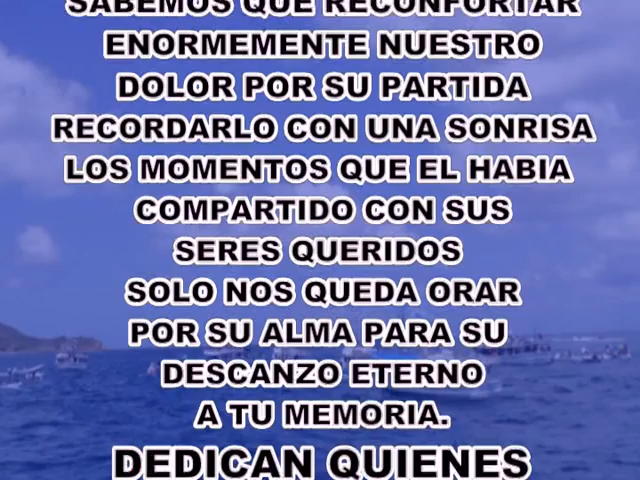 SABEMOS QUE RECONFORTAR
ENORMEMENTE NUESTRO
DOLOR POR SU PARTIDA
RECORDARLO CON UNA SONRISA
LOS MOMENTOS QUE EL HABIA
COMPARTIDO CON SUS
SERES QUERIDOS
SOLO NOS QUEDA ORAR
POR SU ALMA PARA SU
DESCANZO ETERNO
A TU MEMORIA.
DEDICAN QUIENES